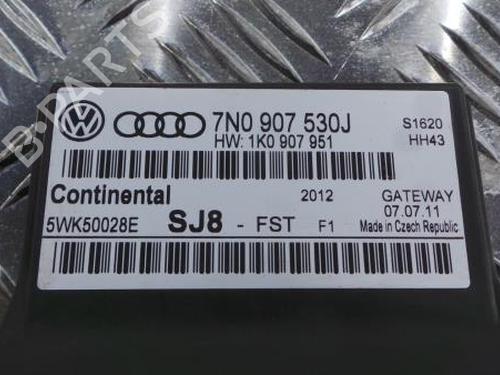 B-PARTS
7N0 907 530J
S1620
HW: 1K0 907 951
HH43
Continental
2012
GATEWAY
07.07.11
5WK50028E
SJ8 - FST F1
Made in Czech Republic